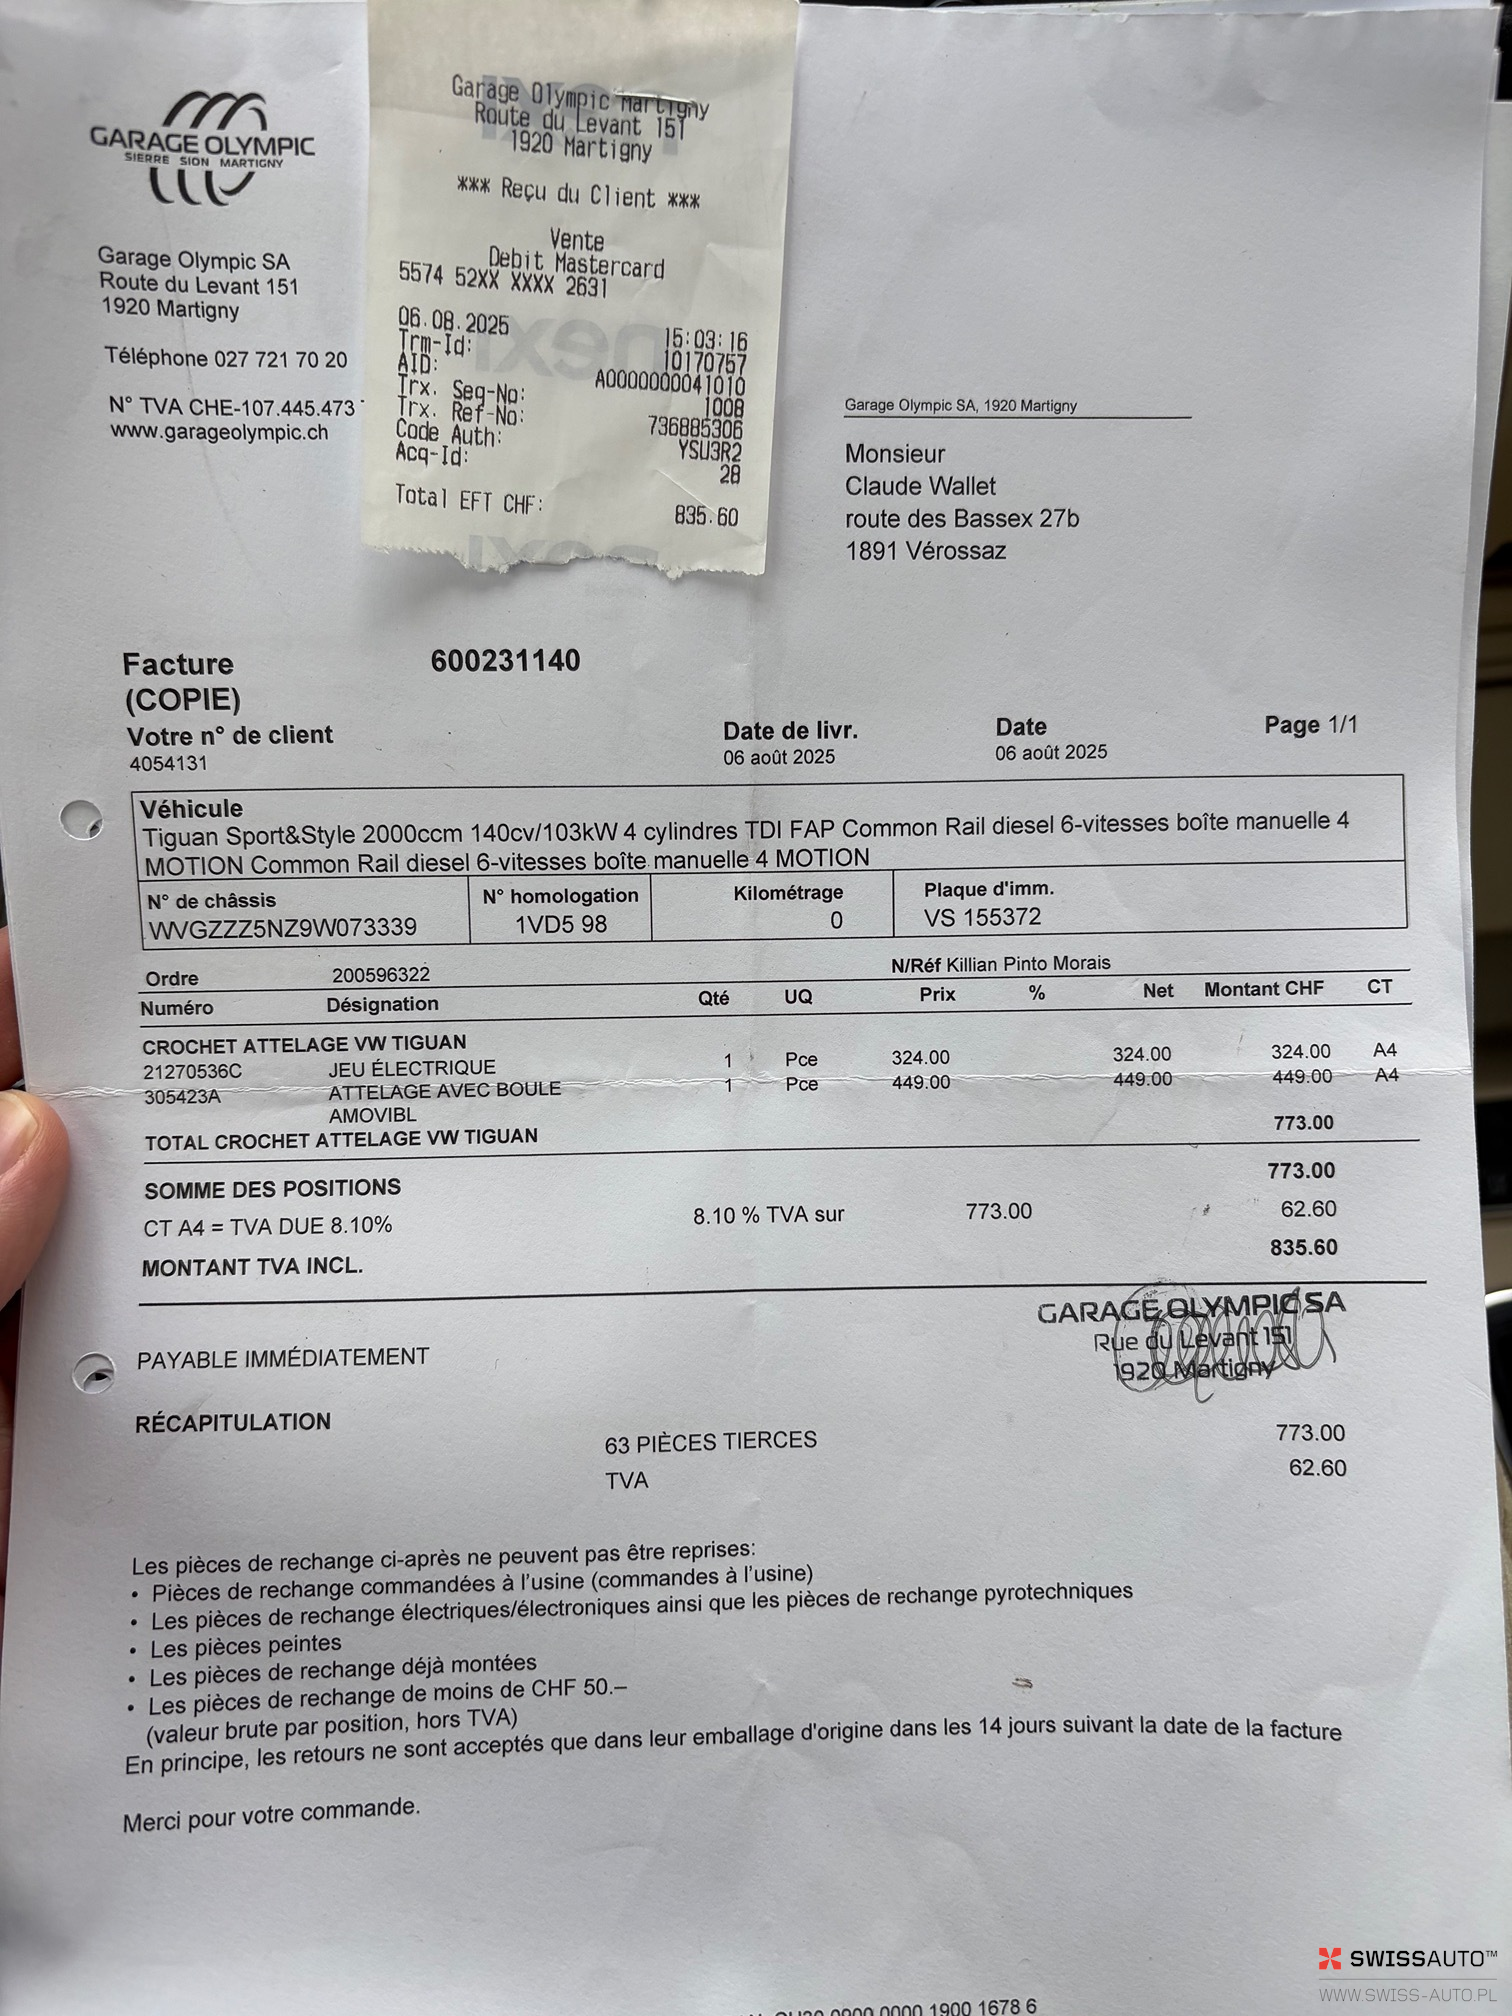 GARAGE OLYMPIC
SIERRE SION MARTIGNY
Garage Olympic SA
Route du Levant 151
1920 Martigny
Téléphone 027 721 70 20
N° TVA CHE-107.445.473
www.garageolympic.ch
Garage Olympic Martigny
Route du Levant 151
1920 Martigny
*** Reçu du Client ***
Vente
Debit Mastercard
5574 52XX XXXX 2631
06.08.2025 15:03:16
Trm-Id: 10170757
AID: A0000000041010
Trx. Seq-No: 1008
Trx. Ref-No: 736885306
Code Auth: YSU3R2
Acq-Id: 28
Total EFT CHF: 835.60
nexi
Garage Olympic SA, 1920 Martigny
Monsieur
Claude Wallet
route des Bassex 27b
1891 Vérossaz
Facture 600231140
(COPIE)
Votre n° de client Date de livr. Date Page 1/1
4054131 06 août 2025 06 août 2025
Véhicule
Tiguan Sport&Style 2000ccm 140cv/103kW 4 cylindres TDI FAP Common Rail diesel 6-vitesses boîte manuelle 4
MOTION Common Rail diesel 6-vitesses boîte manuelle 4 MOTION
N° de châssis N° homologation Kilométrage Plaque d'imm.
WVGZZZ5NZ9W073339 1VD5 98 0 VS 155372
Ordre 200596322 N/Réf Killian Pinto Morais
Numéro Désignation Qté UQ Prix % Net Montant CHF CT
CROCHET ATTELAGE VW TIGUAN
21270536C JEU ÉLECTRIQUE 1 Pce 324.00 324.00 324.00 A4
305423A ATTELAGE AVEC BOULE 1 Pce 449.00 449.00 449.00 A4
AMOVIBL
TOTAL CROCHET ATTELAGE VW TIGUAN 773.00
SOMME DES POSITIONS 773.00
CT A4 = TVA DUE 8.10% 8.10 % TVA sur 773.00 62.60
MONTANT TVA INCL. 835.60
GARAGE OLYMPIC SA
Rue du Levant 151
1920 Martigny
PAYABLE IMMÉDIATEMENT
RÉCAPITULATION
63 PIÈCES TIERCES 773.00
TVA 62.60
Les pièces de rechange ci-après ne peuvent pas être reprises:
• Pièces de rechange commandées à l'usine (commandes à l'usine)
• Les pièces de rechange électriques/électroniques ainsi que les pièces de rechange pyrotechniques
• Les pièces peintes
• Les pièces de rechange déjà montées
• Les pièces de rechange de moins de CHF 50.–
(valeur brute par position, hors TVA)
En principe, les retours ne sont acceptés que dans leur emballage d'origine dans les 14 jours suivant la date de la facture
Merci pour votre commande.
0900 0000 1900 1678 6
SWISSAUTO™
WWW.SWISS-AUTO.PL